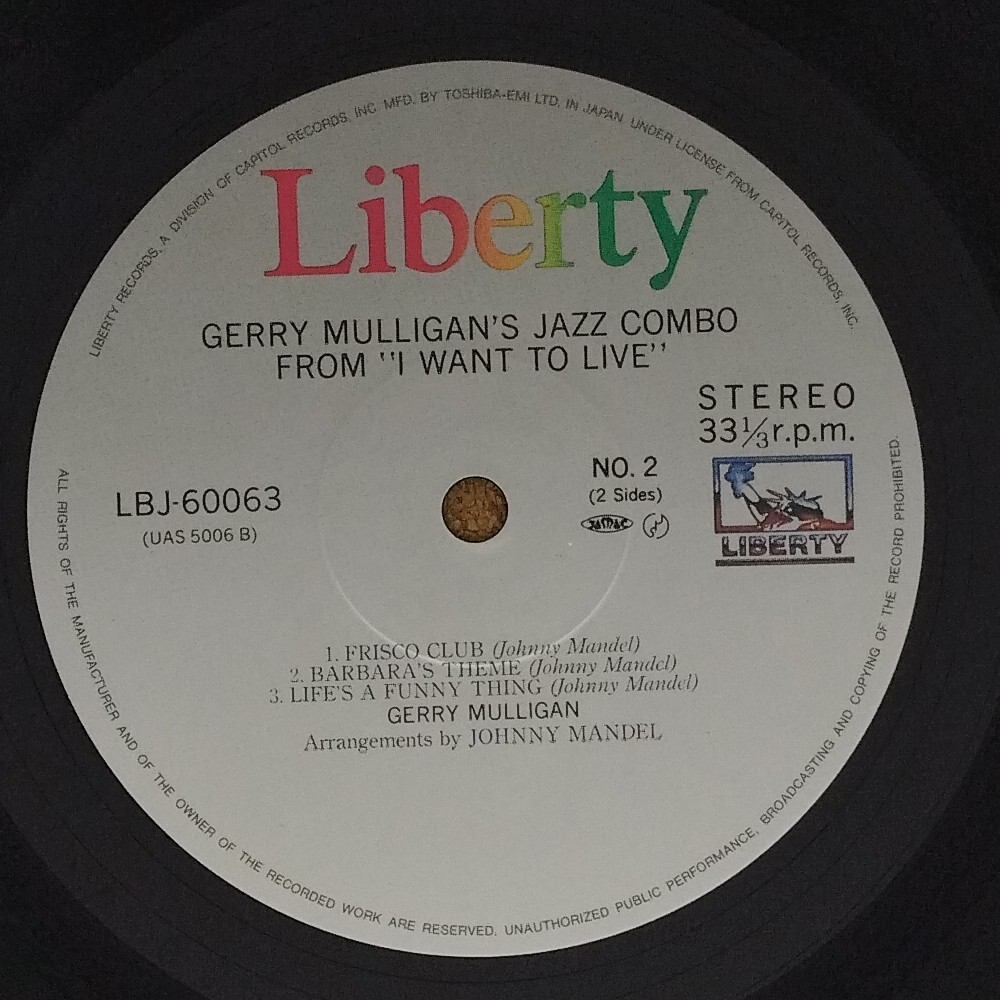 LIBERTY RECORDS, A DIVISION OF CAPITOL RECORDS, INC. MFD. BY TOSHIBA-EMI LTD. IN JAPAN. UNDER LICENSE FROM CAPITOL RECORDS, INC.
Liberty
GERRY MULLIGAN'S JAZZ COMBO
FROM "I WANT TO LIVE"
STEREO
33⅓r.p.m.
NO. 2
(2 Sides)
LBJ-60063
(UAS 5006 B)
JASRAC
LIBERTY
1. FRISCO CLUB (Johnny Mandel)
2. BARBARA'S THEME (Johnny Mandel)
3. LIFE'S A FUNNY THING (Johnny Mandel)
GERRY MULLIGAN
Arrangements by JOHNNY MANDEL
ALL RIGHTS OF THE MANUFACTURER AND OF THE OWNER OF THE RECORDED WORK ARE RESERVED. UNAUTHORIZED PUBLIC PERFORMANCE, BROADCASTING AND COPYING OF THE RECORD PROHIBITED.